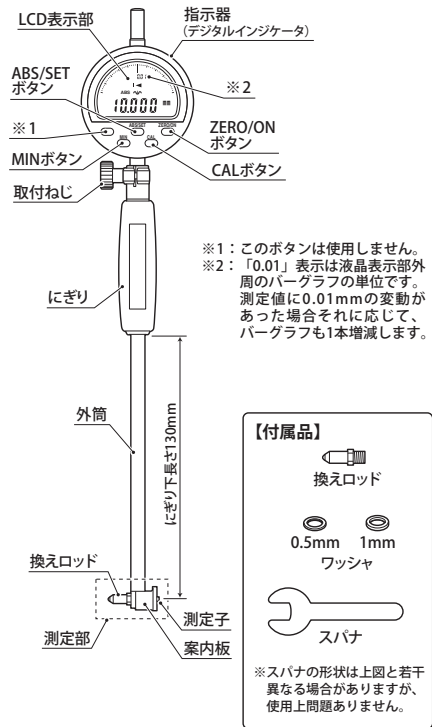 LCD表示部
指示器
（デジタルインジケータ）
ABS/SET
ボタン
※2
ABS
10.000 mm
ABS/SET
ZERO/ON
※1
ZERO/ON
ボタン
MIN
CAL
MINボタン
CALボタン
取付ねじ
※1：このボタンは使用しません。
※2：「0.01」表示は液晶表示部外
周のバーグラフの単位です。
測定値に0.01mmの変動が
あった場合それに応じて、
バーグラフも1本増減します。
にぎり
外筒
にぎり下長さ130mm
換えロッド
測定子
測定部
案内板
【付属品】
換えロッド
0.5mm
1mm
ワッシャ
スパナ
※スパナの形状は上図と若干
異なる場合がありますが、
使用上問題ありません。